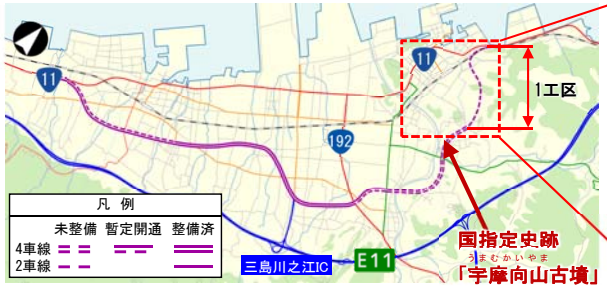 11
11
1工区
192
凡 例
未整備 暫定開通 整備済
4車線
2車線
三島川之江IC
E11
国指定史跡
うまむかいやま
「宇摩向山古墳」